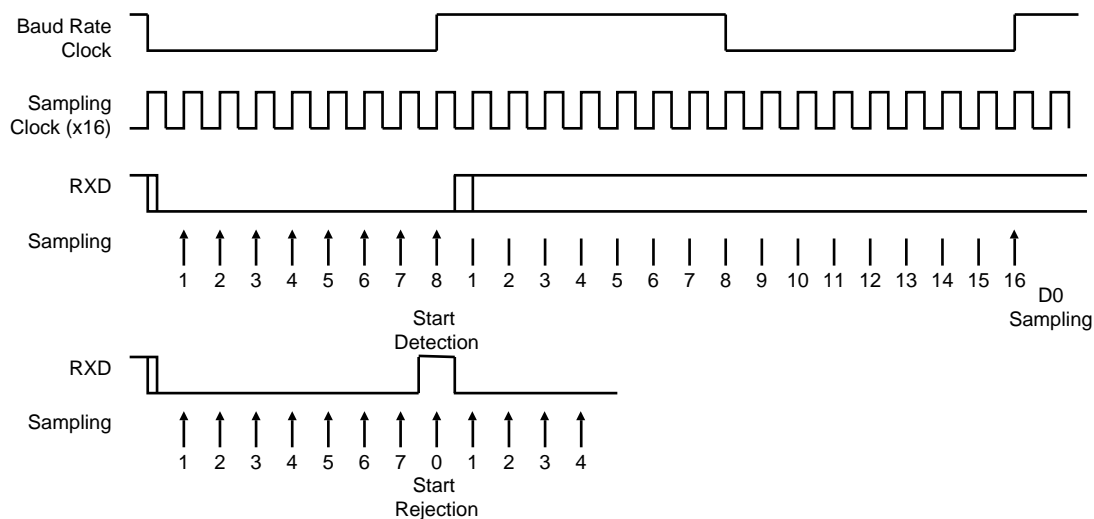 Baud Rate
Clock
Sampling
Clock (x16)
RXD
Sampling
1 2 3 4 5 6 7 8 1 2 3 4 5 6 7 8 9 10 11 12 13 14 15 16
D0
Sampling
Start
Detection
RXD
Sampling
1 2 3 4 5 6 7 0 1 2 3 4
Start
Rejection